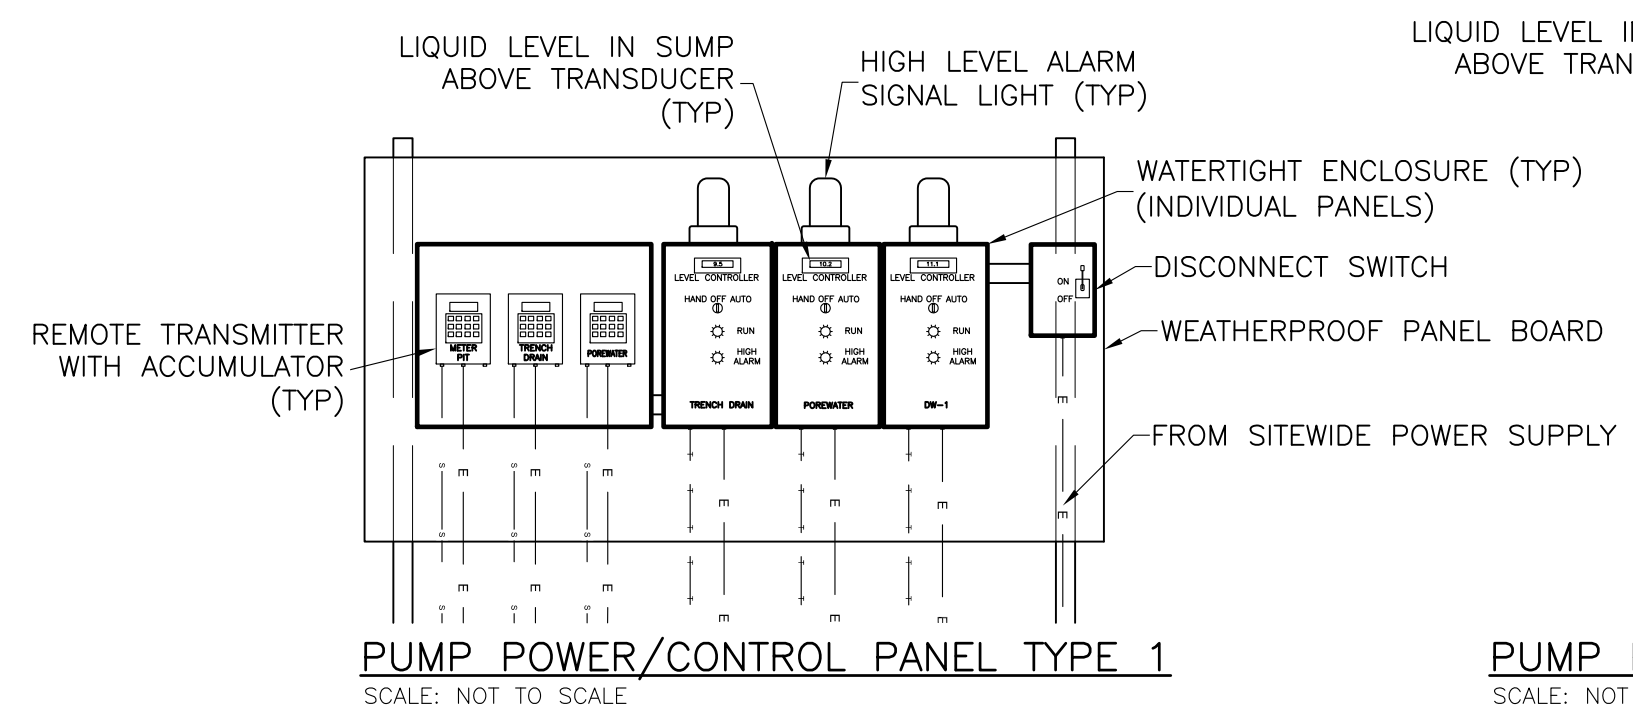 LIQUID LEVEL IN SUMP
ABOVE TRANSDUCER
(TYP)
HIGH LEVEL ALARM
SIGNAL LIGHT (TYP)
LIQUID LEVEL
ABOVE
WATERTIGHT ENCLOSURE (TYP)
(INDIVIDUAL PANELS)
DISCONNECT SWITCH
WEATHERPROOF PANEL BOARD
FROM SITEWIDE POWER SUPPLY
REMOTE TRANSMITTER
WITH ACCUMULATOR
(TYP)
METER
PIT
TRENCH
DRAIN
POREWATER
9.5
LEVEL CONTROLLER
HAND OFF AUTO
RUN
HIGH
ALARM
TRENCH DRAIN
10.2
LEVEL CONTROLLER
HAND OFF AUTO
RUN
HIGH
ALARM
POREWATER
11.1
LEVEL CONTROLLER
HAND OFF AUTO
RUN
HIGH
ALARM
DW-1
ON
OFF
S E S E S E T E T E T E E
PUMP POWER/CONTROL PANEL TYPE 1
SCALE: NOT TO SCALE
PUMP
SCALE: NOT